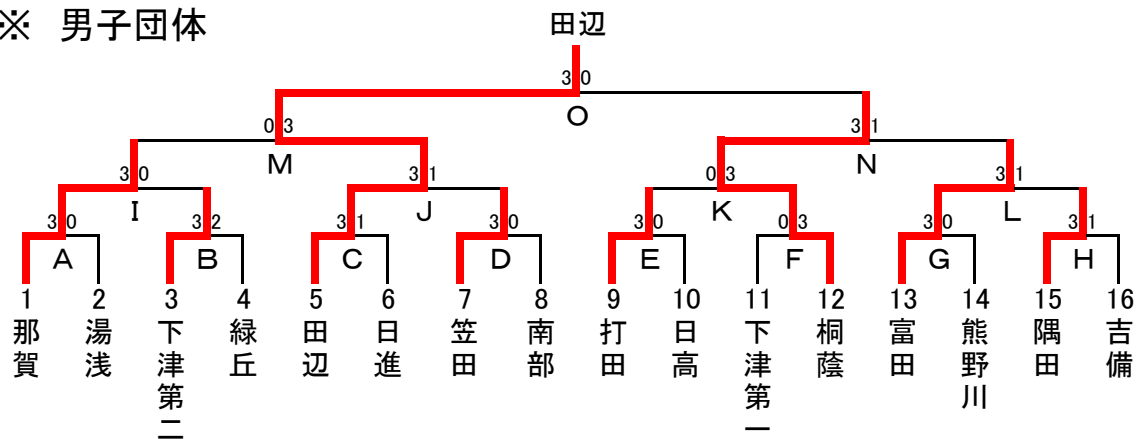 ※ 男子団体
田辺
3 0
O
0 3
3 1
M
N
3 0
3 1
0 3
3 1
I
J
K
L
3 0
3 2
3 1
3 0
3 0
0 3
3 0
3 1
A
B
C
D
E
F
G
H
1 2 3 4 5 6 7 8 9 10 11 12 13 14 15 16
那賀
湯浅
下津第二
緑丘
田辺
日進
笠田
南部
打田
日高
下津第一
桐蔭
富田
熊野川
隅田
吉備